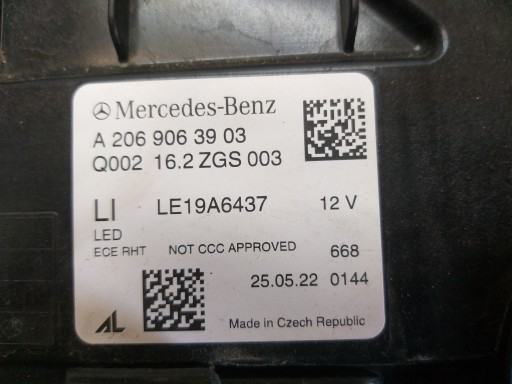 Mercedes-Benz
A 206 906 39 03
Q002 16.2 ZGS 003
LI LE19A6437 12 V
LED
ECE RHT NOT CCC APPROVED 668
25.05.22 0144
AL Made in Czech Republic